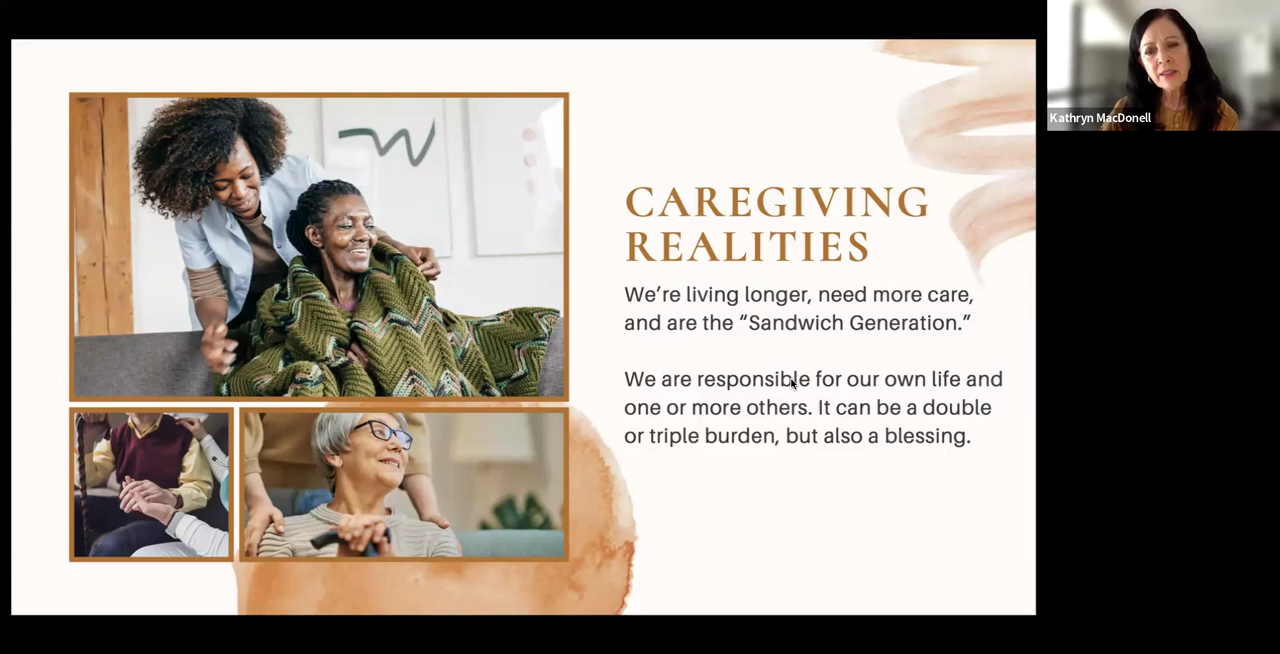 CAREGIVING
REALITIES
We’re living longer, need more care,
and are the “Sandwich Generation.”
We are responsible for our own life and
one or more others. It can be a double
or triple burden, but also a blessing.
Kathryn MacDonell